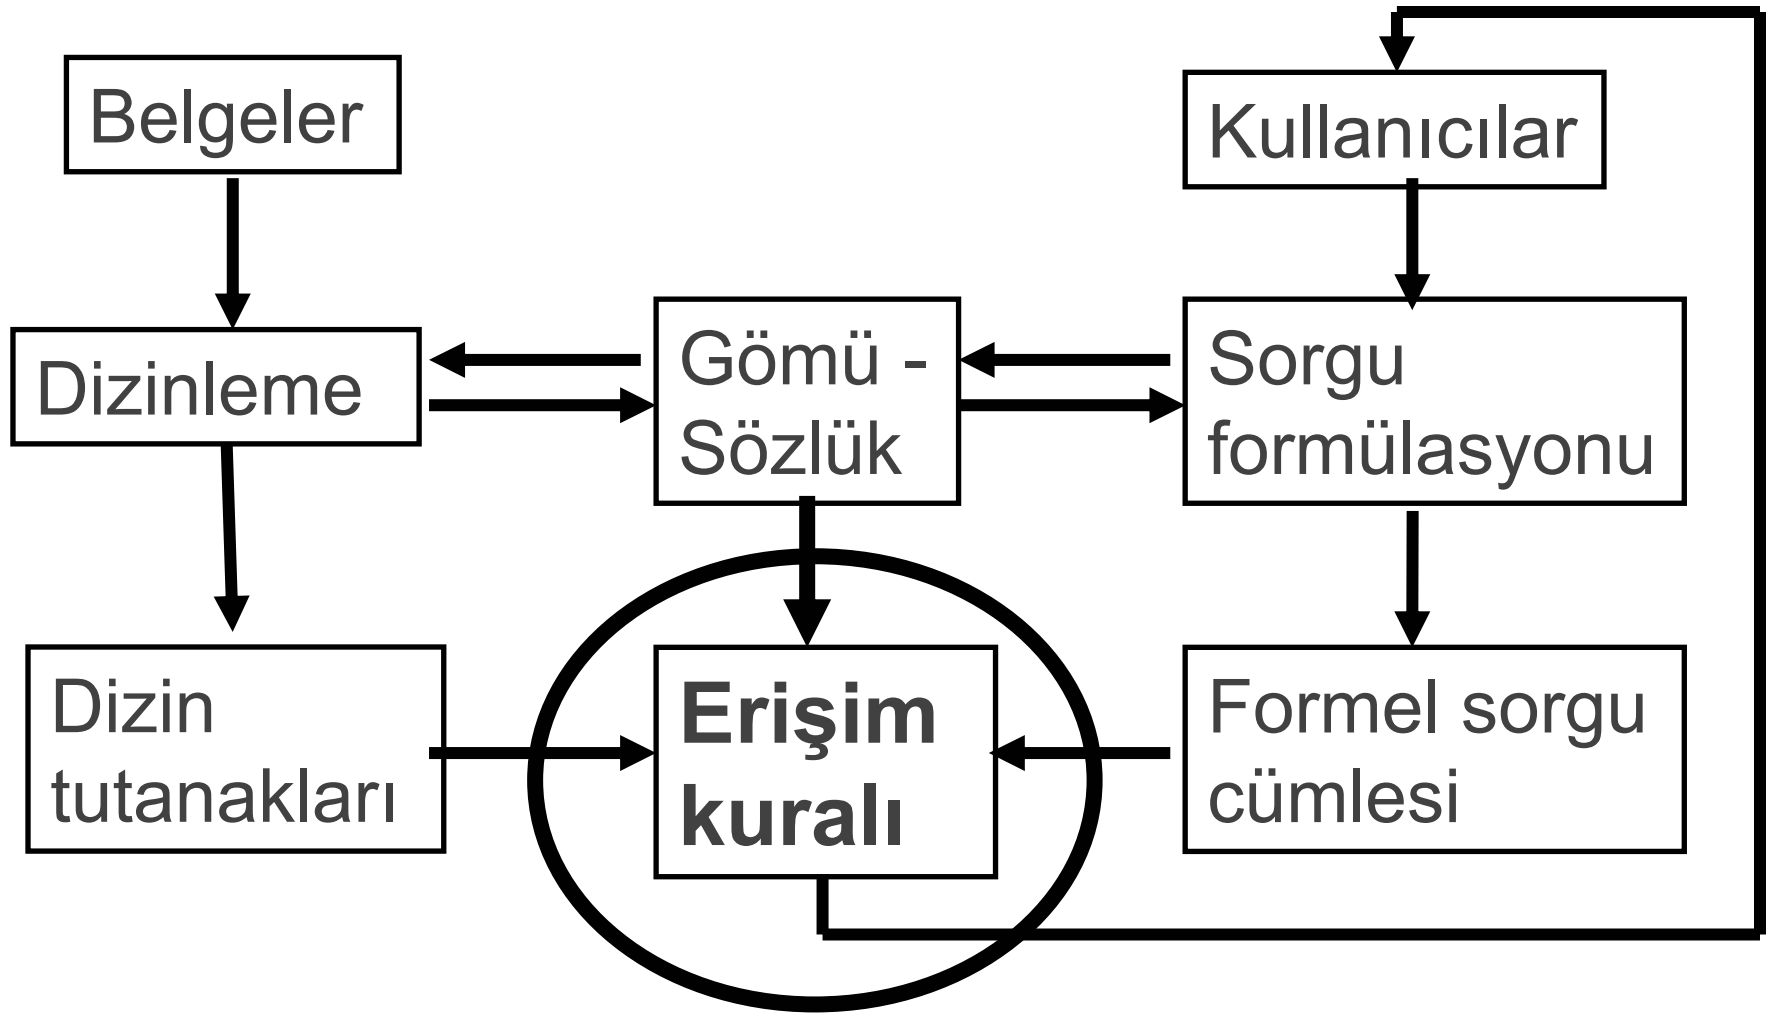 Belgeler
Kullanıcılar
Dizinleme
Gömü -
Sözlük
Sorgu
formülasyonu
Dizin
tutanakları
Erişim
kuralı
Formel sorgu
cümlesi